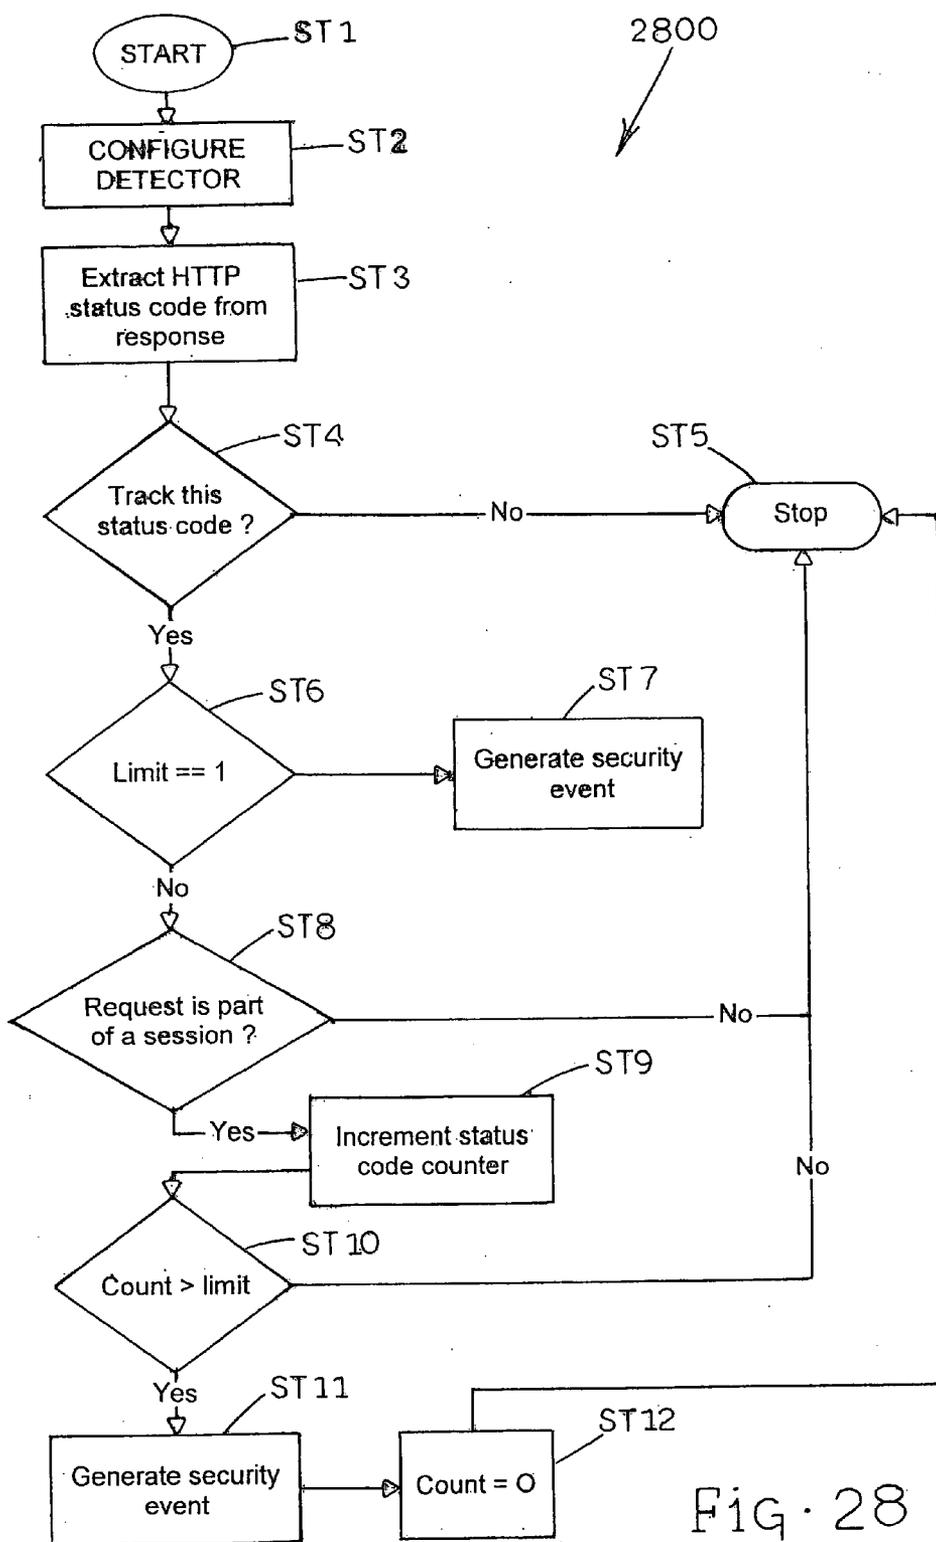 START
ST1
2800
CONFIGURE
DETECTOR
ST2
Extract HTTP
status code from
response
ST3
ST4
Track this
status code ?
No
ST5
Stop
Yes
ST6
Limit == 1
ST7
Generate security
event
No
ST8
Request is part
of a session ?
No
ST9
Yes
Increment status
code counter
No
ST10
Count > limit
Yes
ST11
Generate security
event
ST12
Count = 0
FiG. 28